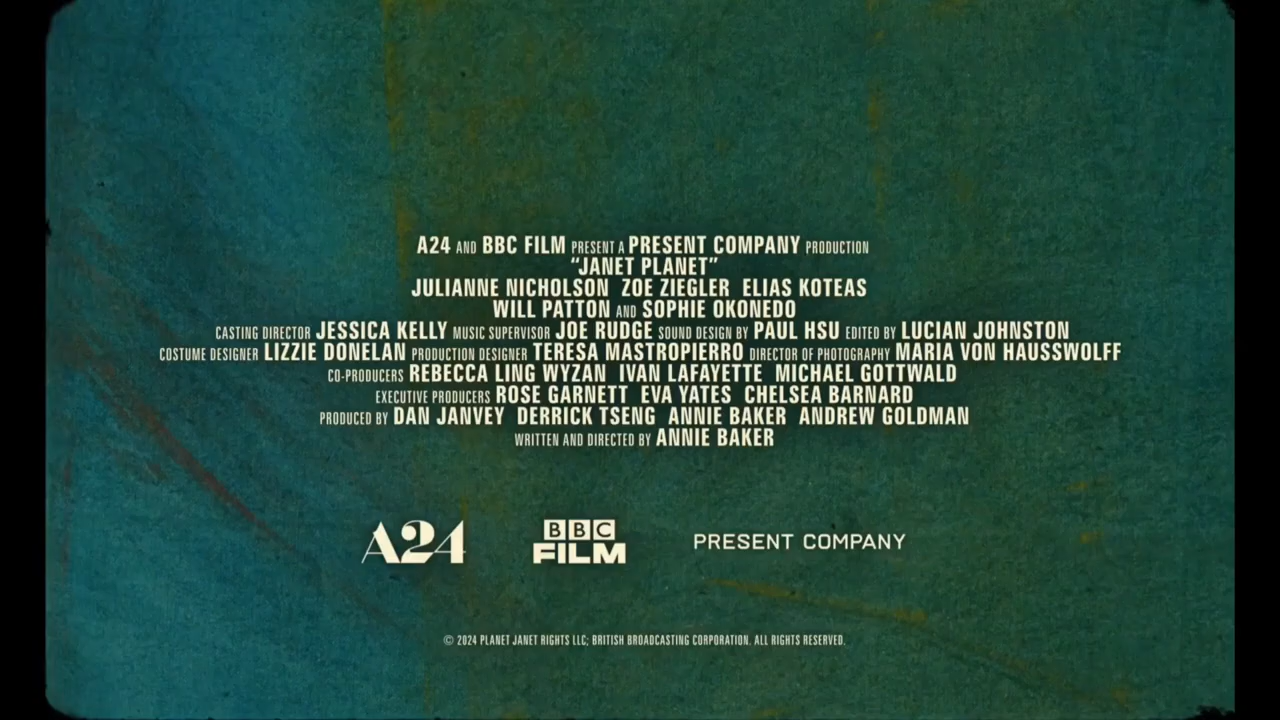 A24 AND BBC FILM PRESENT A PRESENT COMPANY PRODUCTION
“JANET PLANET”
JULIANNE NICHOLSON ZOE ZIEGLER ELIAS KOTEAS
WILL PATTON AND SOPHIE OKONEDO
CASTING DIRECTOR JESSICA KELLY MUSIC SUPERVISOR JOE RUDGE SOUND DESIGN BY PAUL HSU EDITED BY LUCIAN JOHNSTON
COSTUME DESIGNER LIZZIE DONELAN PRODUCTION DESIGNER TERESA MASTROPIERRO DIRECTOR OF PHOTOGRAPHY MARIA VON HAUSSWOLFF
CO-PRODUCERS REBECCA LING WYZAN IVAN LAFAYETTE MICHAEL GOTTWALD
EXECUTIVE PRODUCERS ROSE GARNETT EVA YATES CHELSEA BARNARD
PRODUCED BY DAN JANVEY DERRICK TSENG ANNIE BAKER ANDREW GOLDMAN
WRITTEN AND DIRECTED BY ANNIE BAKER
A24 BBC FILM PRESENT COMPANY
© 2024 PLANET JANET RIGHTS LLC; BRITISH BROADCASTING CORPORATION. ALL RIGHTS RESERVED.